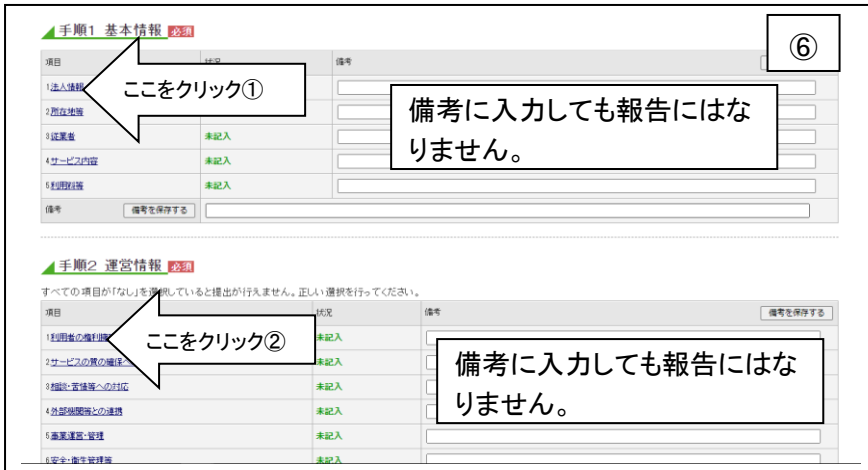 手順1 基本情報 必須
⑥
項目 状況 備考
1法人情報
ここをクリック①
2所在地等
備考に入力しても報告にはな
りません。
3従業者 未記入
4サービス内容 未記入
5利用料等 未記入
備考 備考を保存する
手順2 運営情報 必須
すべての項目が「なし」を選択していると提出が行えません。正しい選択を行ってください。
項目 状況 備考 備考を保存する
1利用者の権利擁 未記入
ここをクリック②
2サービスの質の確保へ 未記入
備考に入力しても報告にはな
りません。
3相談・苦情等への対応 未記入
4外部機関等との連携 未記入
5事業運営・管理 未記入
6安全・衛生管理等 未記入